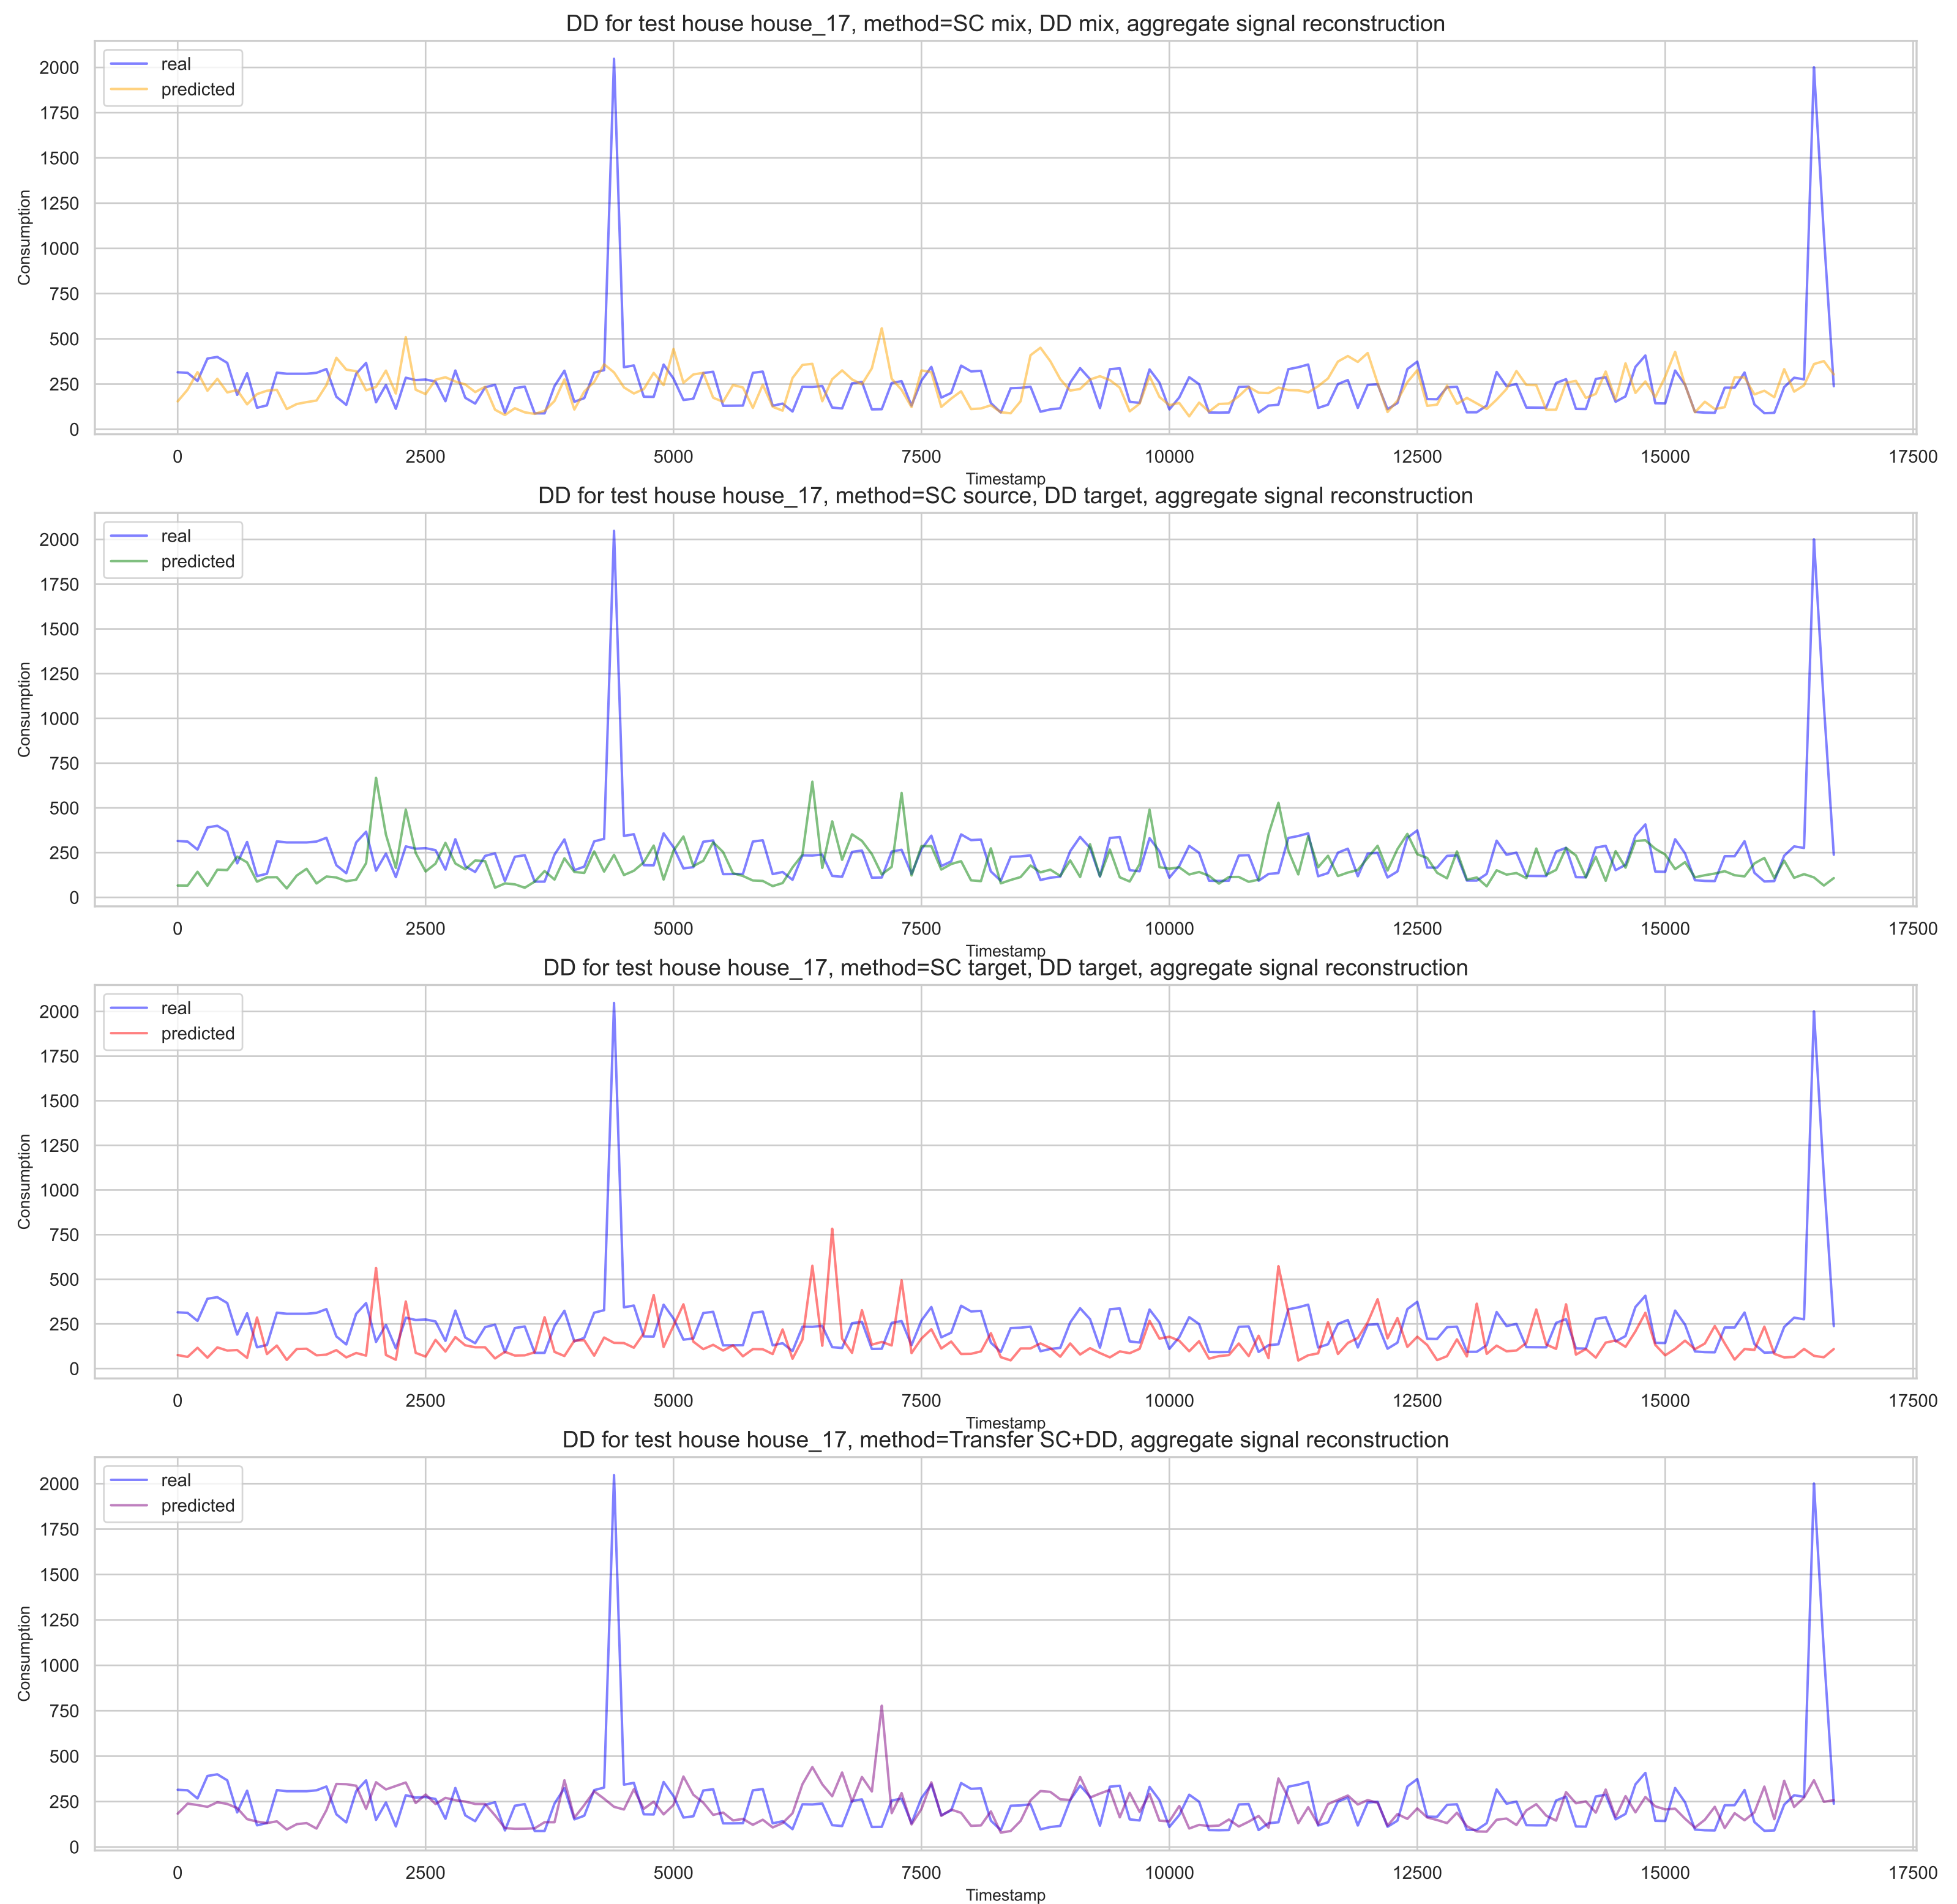 DD for test house house_17, method=SC mix, DD mix, aggregate signal reconstruction
real
predicted
2000
1750
1500
1250
1000
750
500
250
0
Consumption
0 2500 5000 7500 10000 12500 15000 17500
Timestamp
DD for test house house_17, method=SC source, DD target, aggregate signal reconstruction
real
predicted
2000
1750
1500
1250
1000
750
500
250
0
Consumption
0 2500 5000 7500 10000 12500 15000 17500
Timestamp
DD for test house house_17, method=SC target, DD target, aggregate signal reconstruction
real
predicted
2000
1750
1500
1250
1000
750
500
250
0
Consumption
0 2500 5000 7500 10000 12500 15000 17500
Timestamp
DD for test house house_17, method=Transfer SC+DD, aggregate signal reconstruction
real
predicted
2000
1750
1500
1250
1000
750
500
250
0
Consumption
0 2500 5000 7500 10000 12500 15000 17500
Timestamp